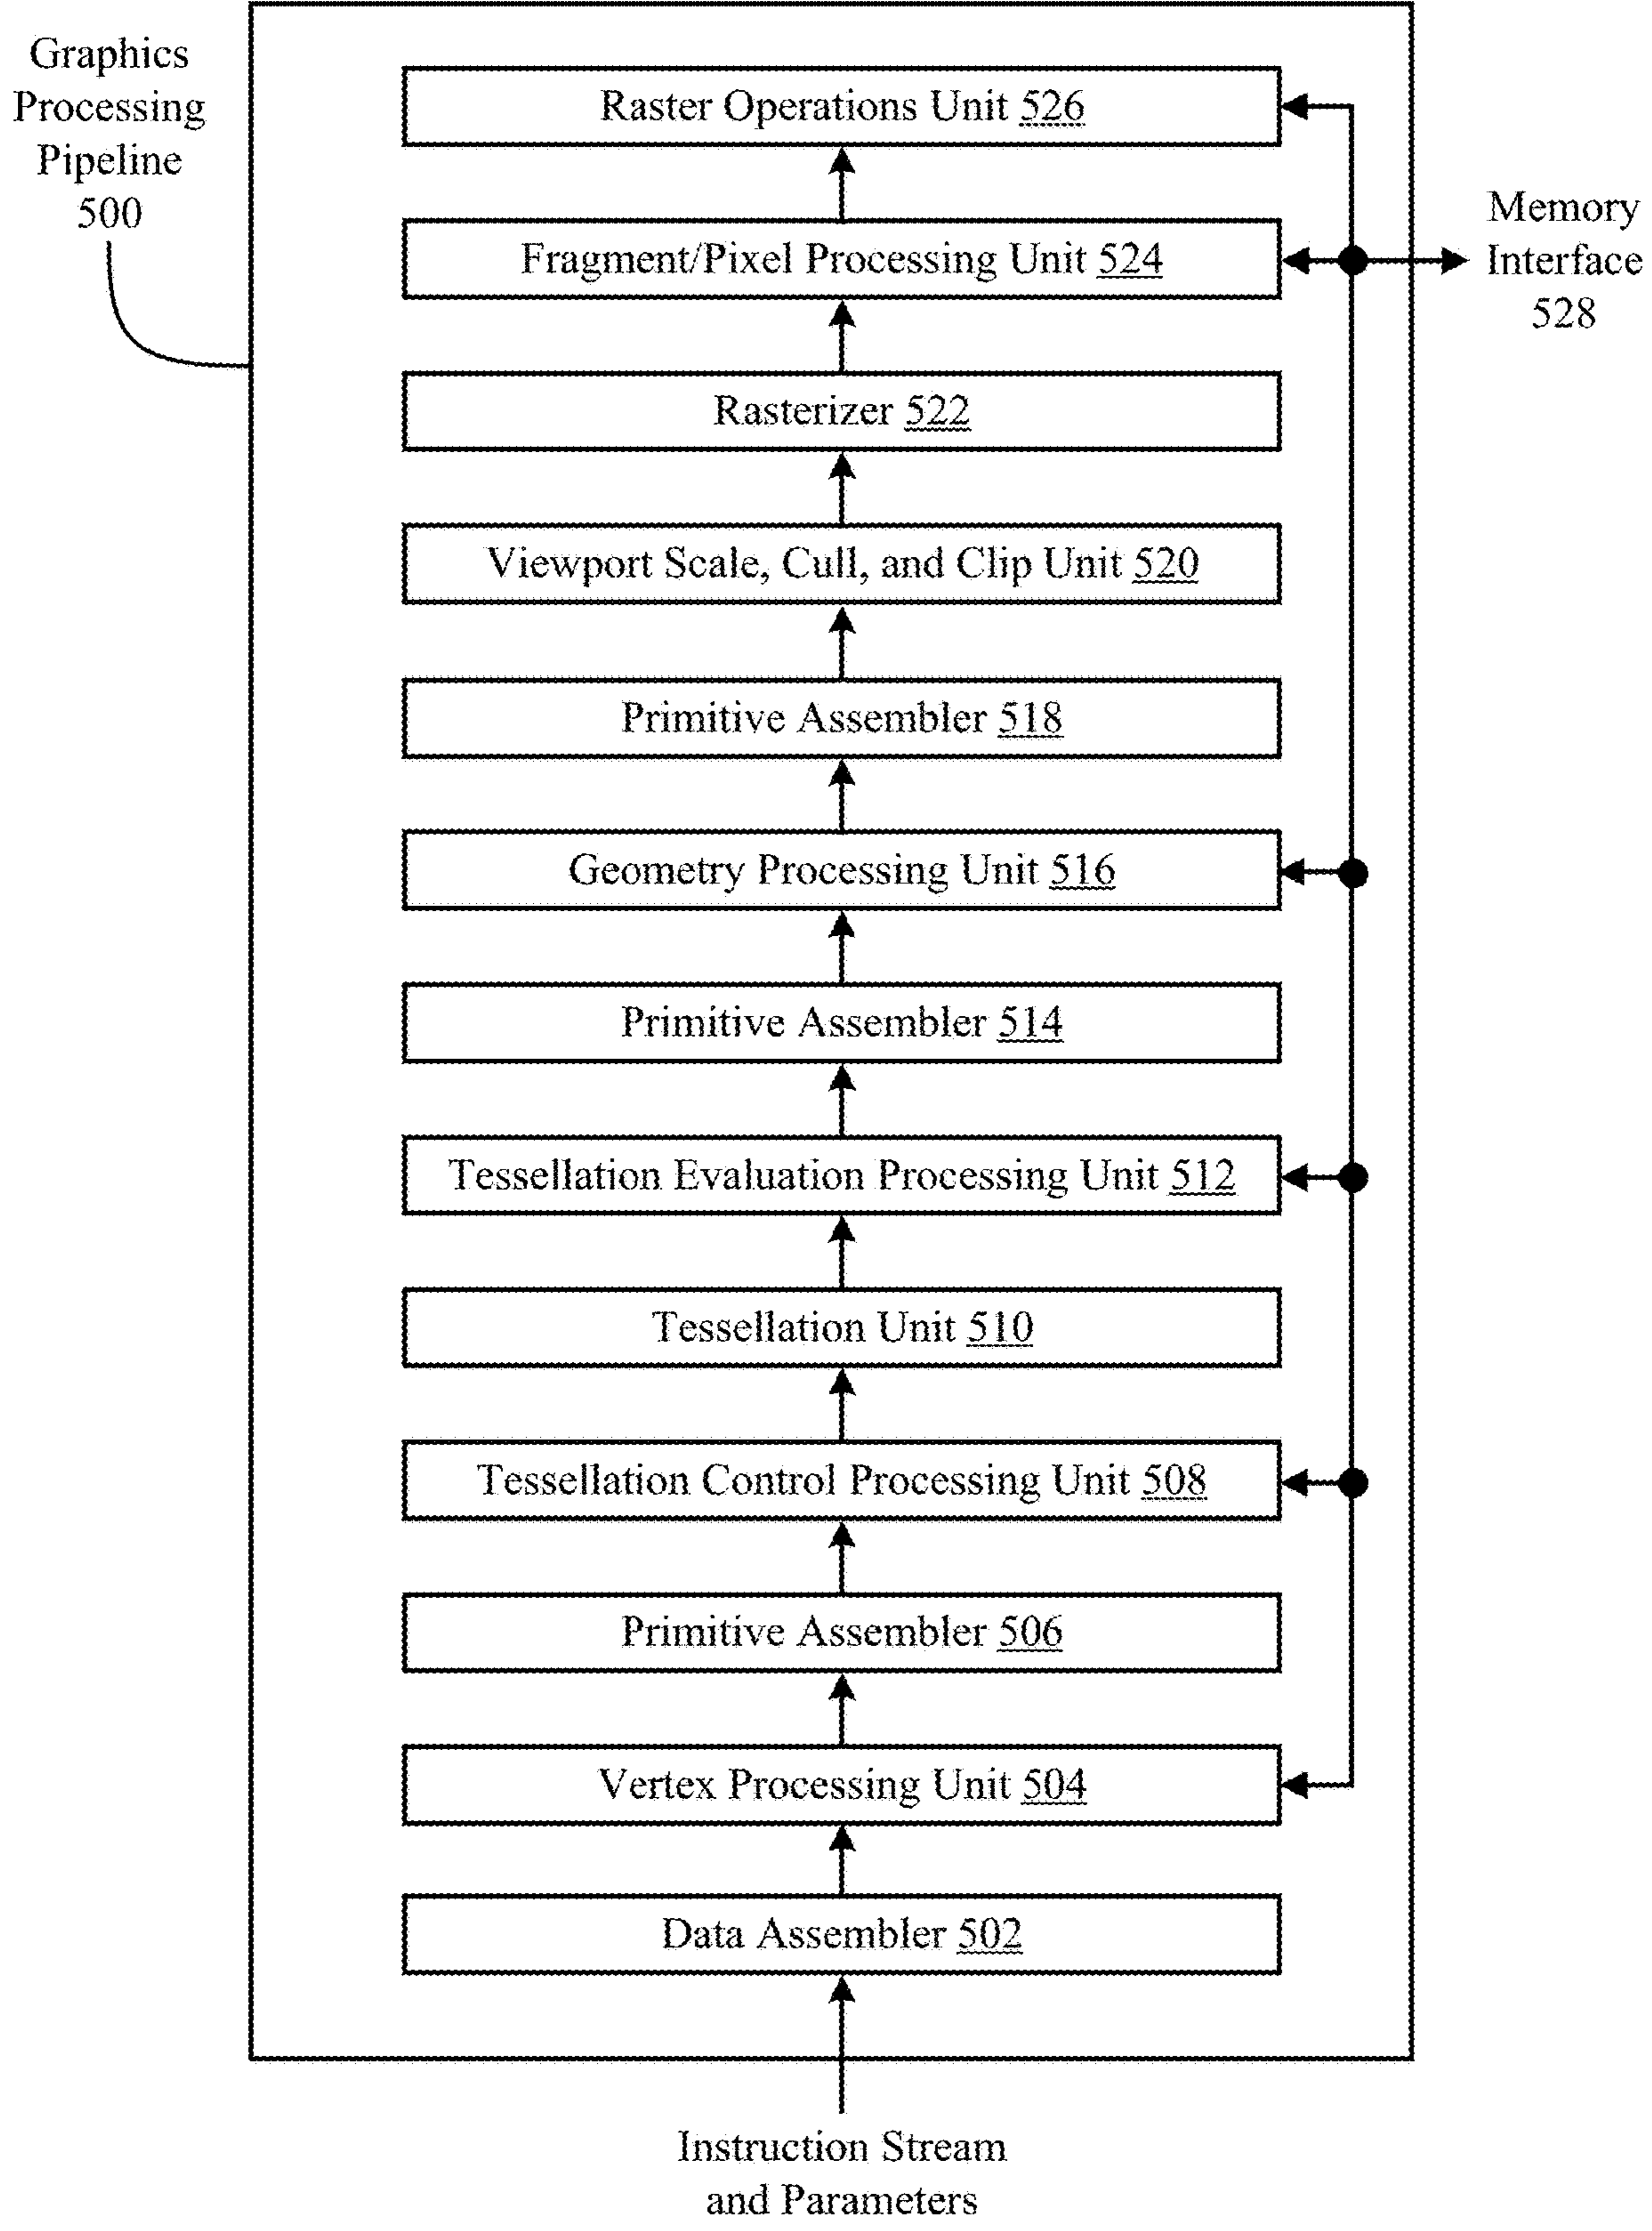 Graphics
Processing
Pipeline
500
Raster Operations Unit 526
Fragment/Pixel Processing Unit 524
Memory
Interface
528
Rasterizer 522
Viewport Scale, Cull, and Clip Unit 520
Primitive Assembler 518
Geometry Processing Unit 516
Primitive Assembler 514
Tessellation Evaluation Processing Unit 512
Tessellation Unit 510
Tessellation Control Processing Unit 508
Primitive Assembler 506
Vertex Processing Unit 504
Data Assembler 502
Instruction Stream
and Parameters